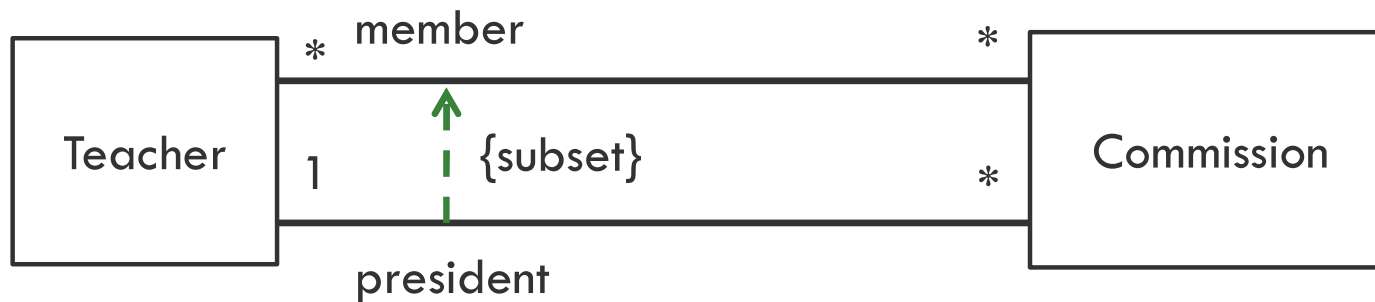 * member *
Teacher 1 {subset} * Commission
president